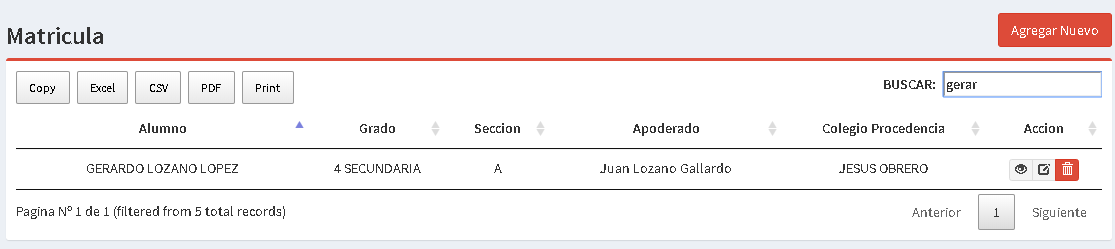 Matricula
Agregar Nuevo
Copy Excel CSV PDF Print
BUSCAR: gerar
Alumno Grado Seccion Apoderado Colegio Procedencia Accion
GERARDO LOZANO LOPEZ 4 SECUNDARIA A Juan Lozano Gallardo JESUS OBRERO
Pagina Nº 1 de 1 (filtered from 5 total records)
Anterior 1 Siguiente